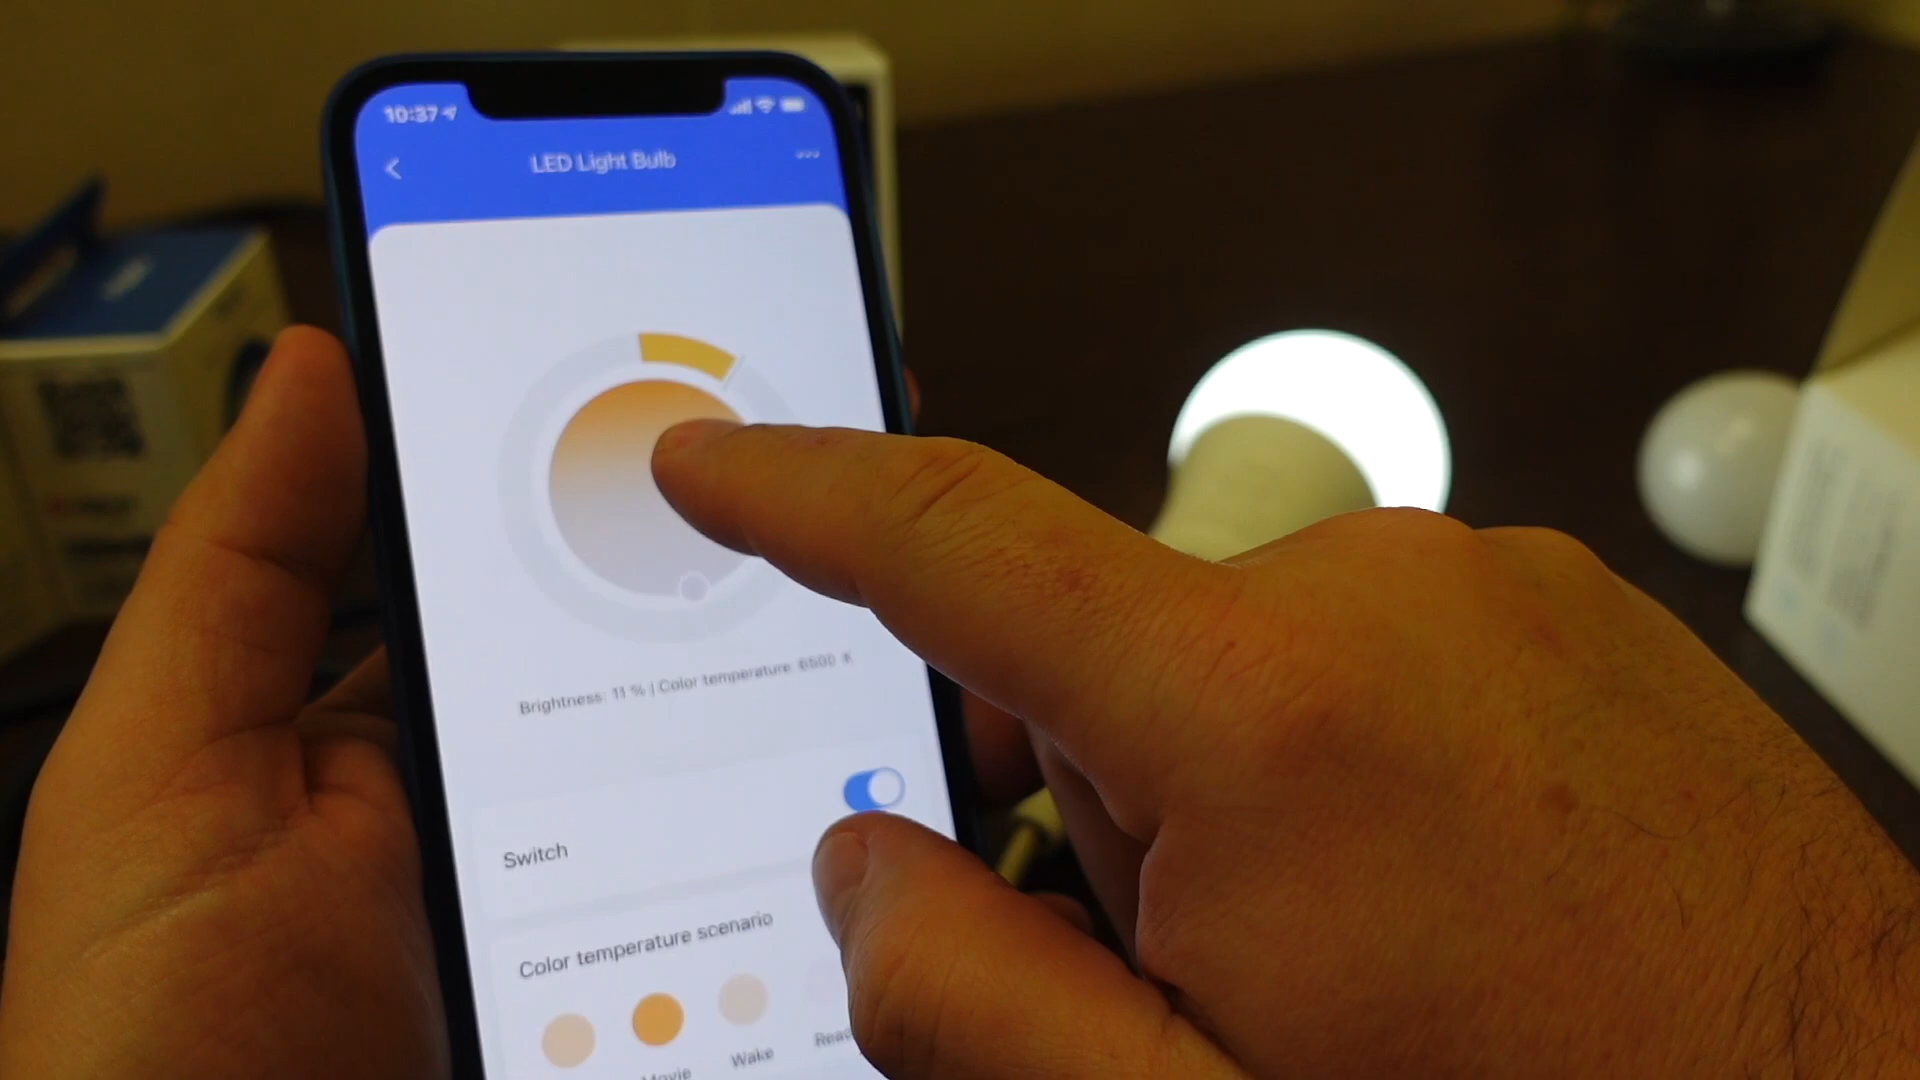 10:37
LED Light Bulb
Brightness: 11 % | Color temperature: 6500 K
Switch
Color temperature scenario
Movie
Wake